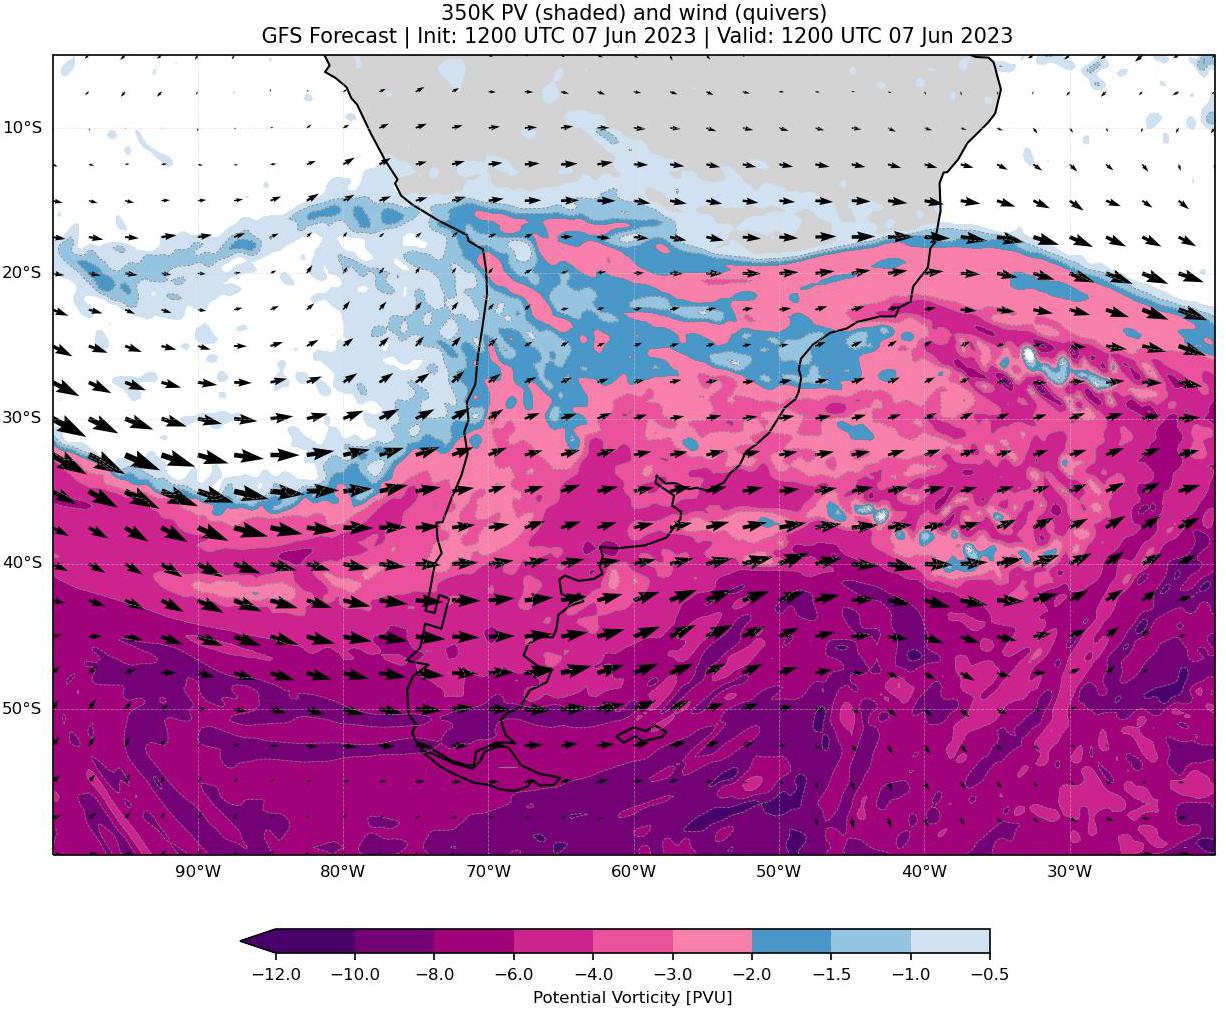 350K PV (shaded) and wind (quivers)
GFS Forecast | Init: 1200 UTC 07 Jun 2023 | Valid: 1200 UTC 07 Jun 2023
10°S
20°S
30°S
40°S
50°S
90°W 80°W 70°W 60°W 50°W 40°W 30°W
−12.0 −10.0 −8.0 −6.0 −4.0 −3.0 −2.0 −1.5 −1.0 −0.5
Potential Vorticity [PVU]